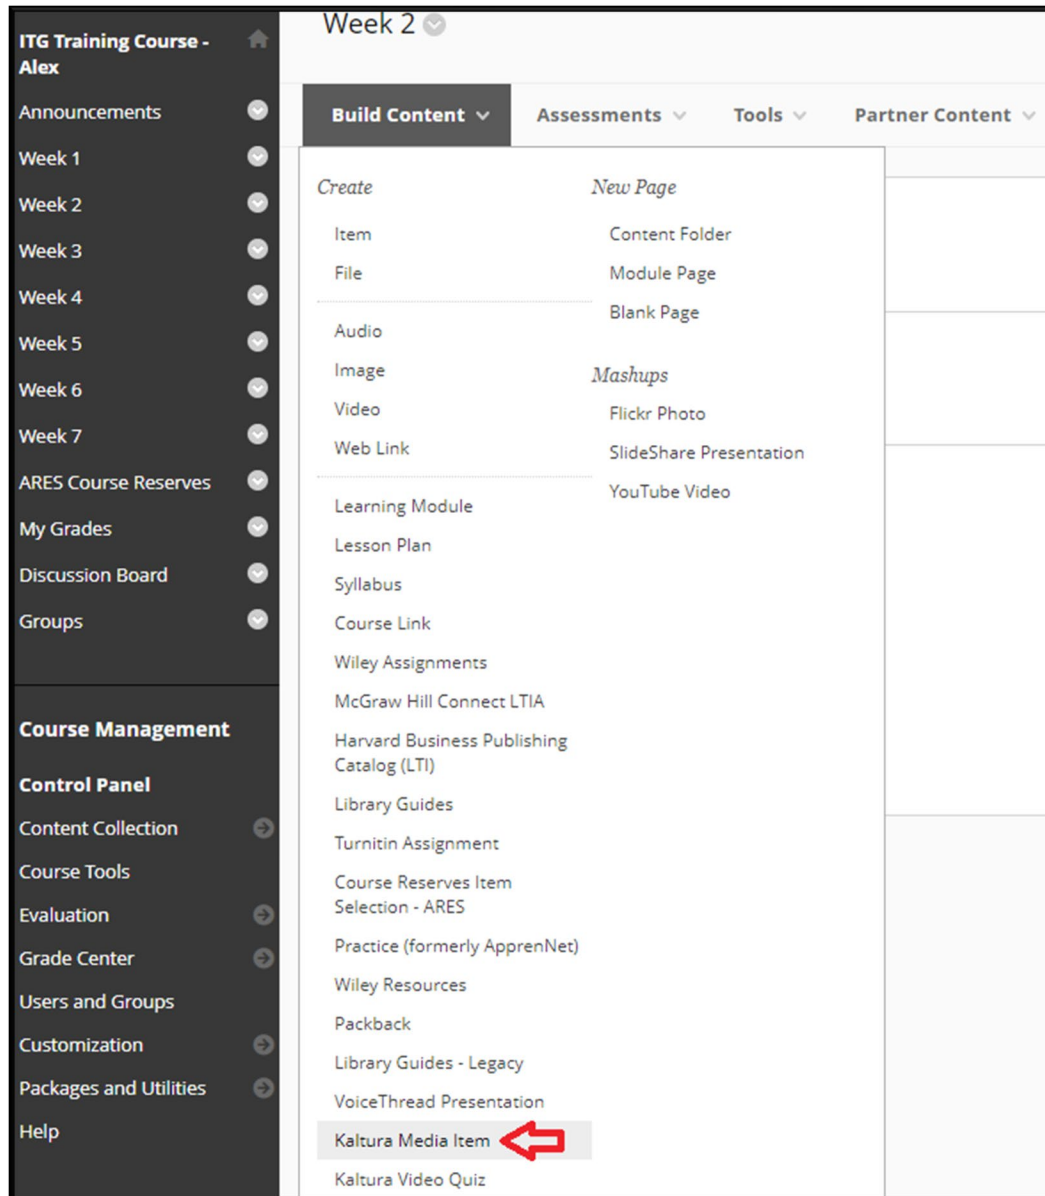 ITG Training Course -
Alex
Announcements
Week 1
Week 2
Week 3
Week 4
Week 5
Week 6
Week 7
ARES Course Reserves
My Grades
Discussion Board
Groups
Course Management
Control Panel
Content Collection
Course Tools
Evaluation
Grade Center
Users and Groups
Customization
Packages and Utilities
Help
Week 2
Build Content
Assessments
Tools
Partner Content
Create
Item
File
Audio
Image
Video
Web Link
Learning Module
Lesson Plan
Syllabus
Course Link
Wiley Assignments
McGraw Hill Connect LTIA
Harvard Business Publishing
Catalog (LTI)
Library Guides
Turnitin Assignment
Course Reserves Item
Selection - ARES
Practice (formerly ApprenNet)
Wiley Resources
Packback
Library Guides - Legacy
VoiceThread Presentation
Kaltura Media Item
Kaltura Video Quiz
New Page
Content Folder
Module Page
Blank Page
Mashups
Flickr Photo
SlideShare Presentation
YouTube Video